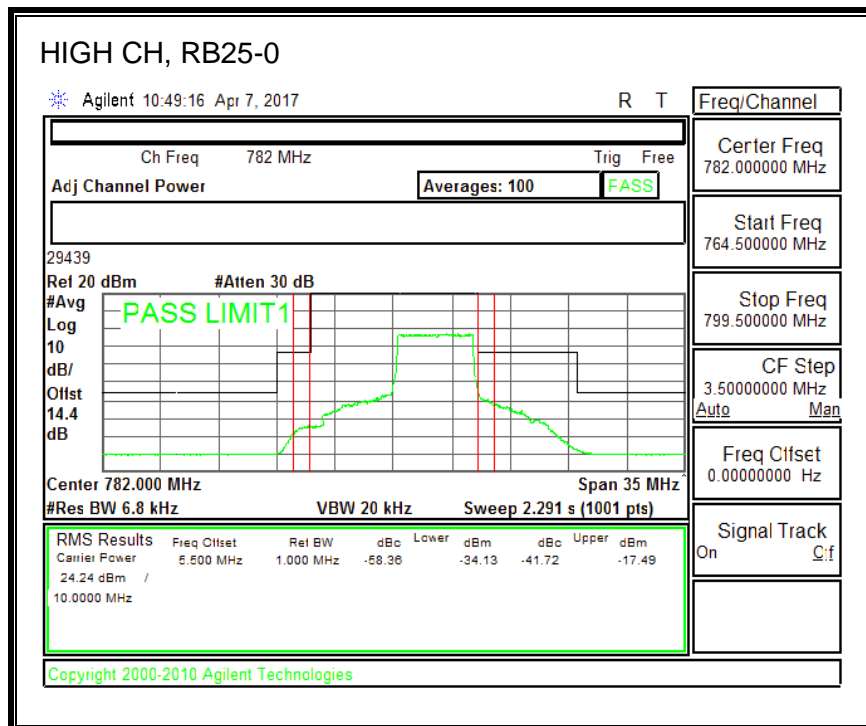 HIGH CH, RB25-0
Agilent 10:49:16 Apr 7, 2017 R T
Freq/Channel
Ch Freq 782 MHz Trig Free
Adj Channel Power Averages: 100 PASS
Center Freq
782.000000 MHz
Start Freq
764.500000 MHz
Stop Freq
799.500000 MHz
CF Step
3.50000000 MHz
Auto Man
Freq Offset
0.00000000 Hz
Signal Track
On Off
29439
Ref 20 dBm #Atten 30 dB
#Avg
Log
10
dB/
Offst
14.4
dB
PASS LIMIT1
Center 782.000 MHz Span 35 MHz
#Res BW 6.8 kHz VBW 20 kHz Sweep 2.291 s (1001 pts)
RMS Results Freq Offset Ref BW dBc Lower dBm dBc Upper dBm
Carrier Power 5.500 MHz 1.000 MHz -58.36 -34.13 -41.72 -17.49
24.24 dBm /
10.0000 MHz
Copyright 2000-2010 Agilent Technologies